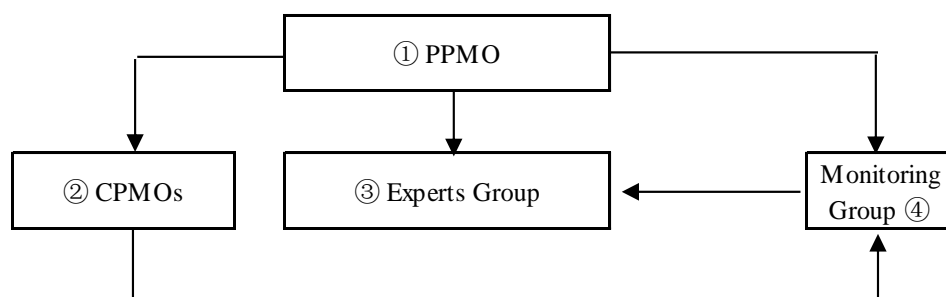 ① PPMO
② CPMOs
③ Experts Group
Monitoring
Group ④